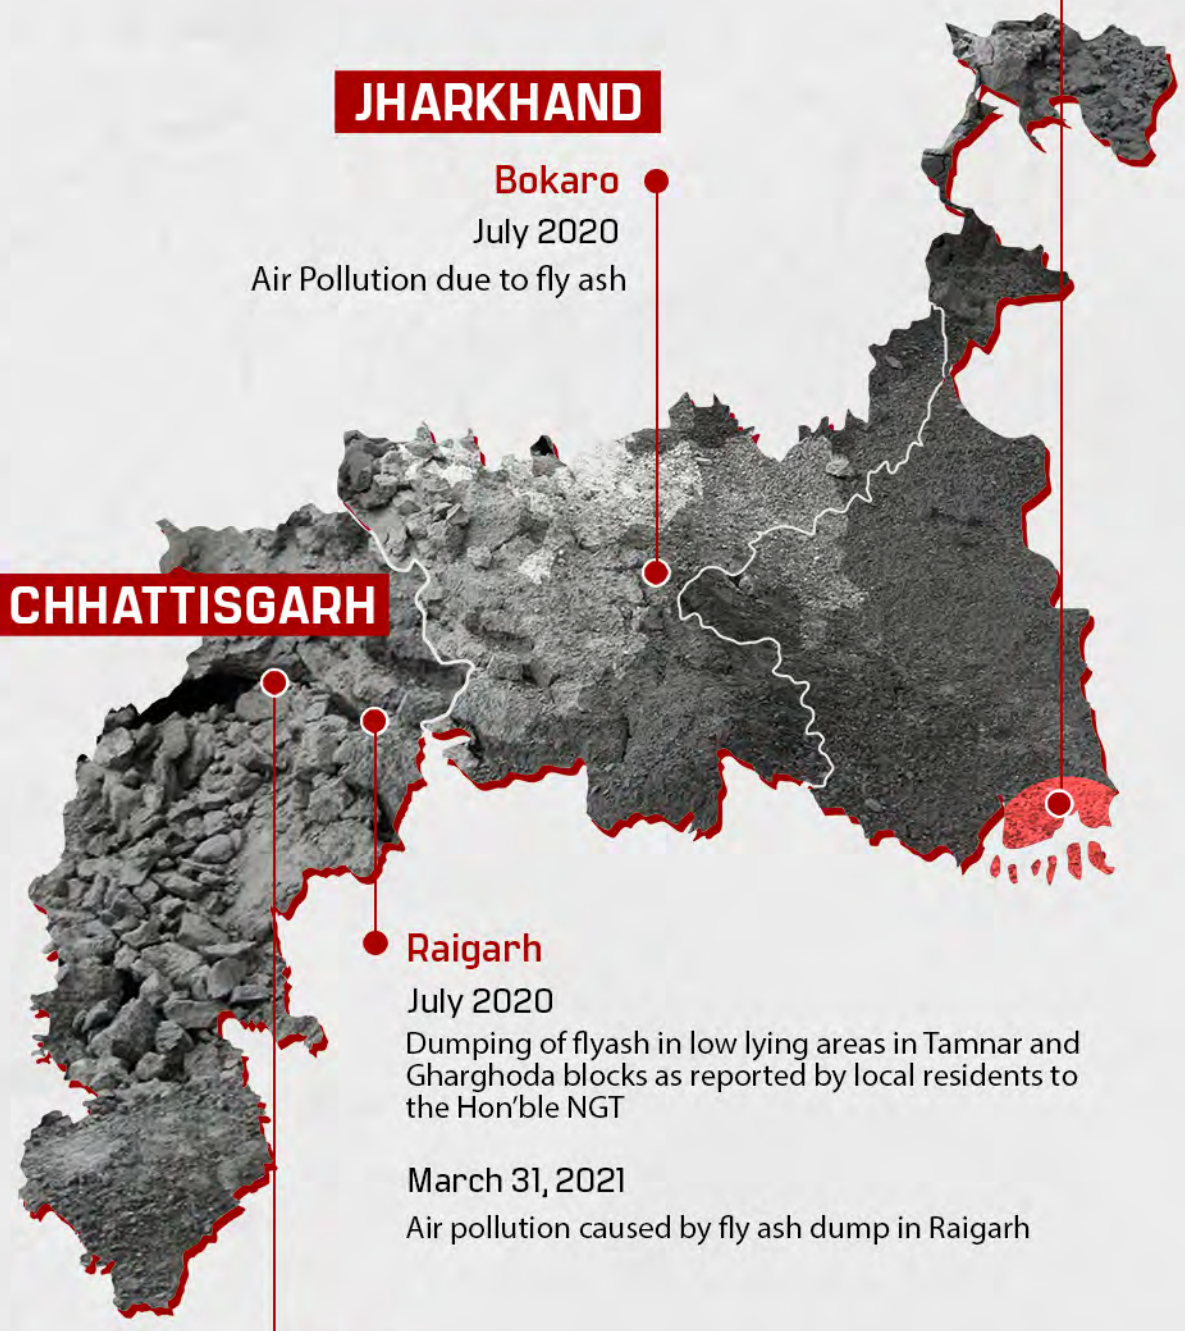 JHARKHAND
Bokaro
July 2020
Air Pollution due to fly ash
CHHATTISGARH
Raigarh
July 2020
Dumping of flyash in low lying areas in Tamnar and
Gharghoda blocks as reported by local residents to
the Hon'ble NGT
March 31, 2021
Air pollution caused by fly ash dump in Raigarh